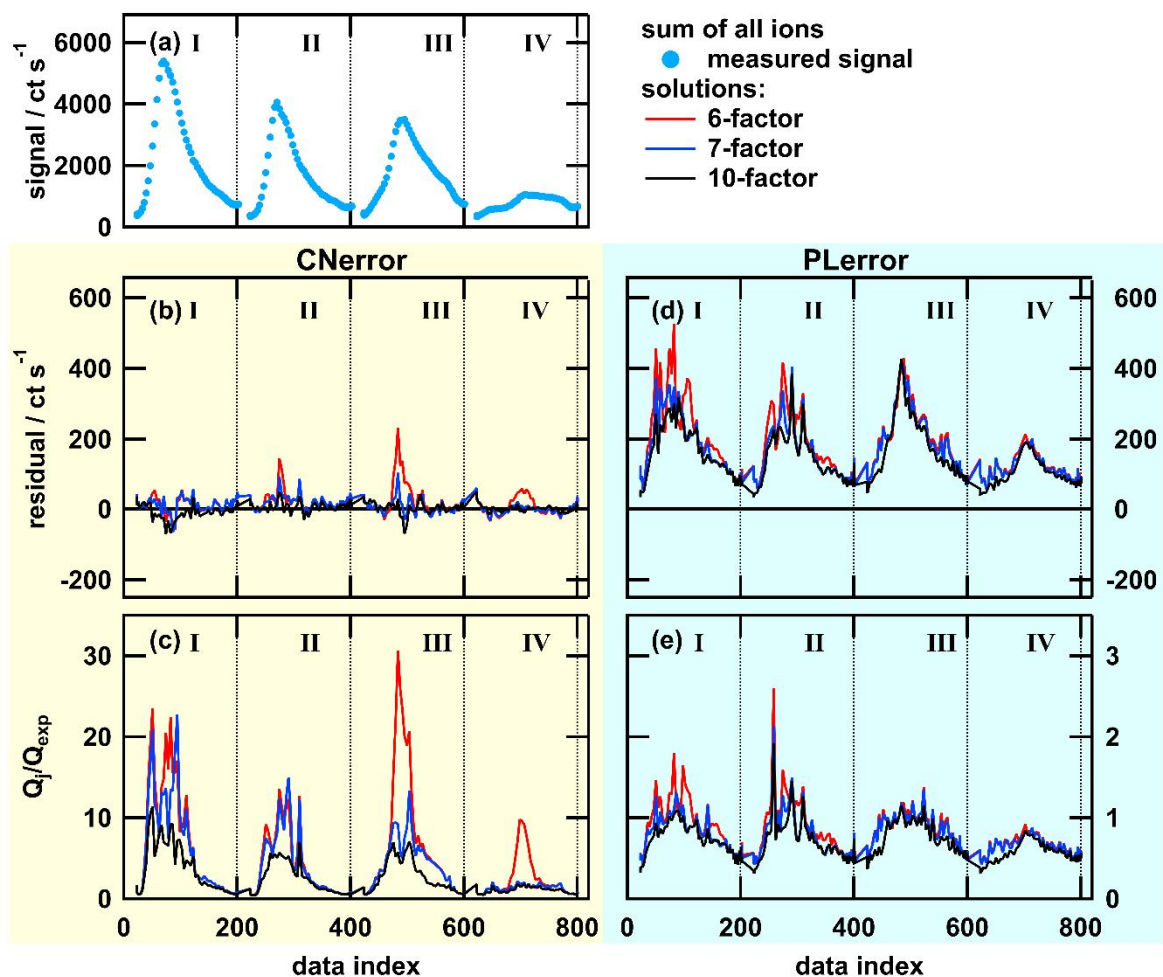 (a) I II III IV
6000
4000
2000
0
signal / ct s⁻¹
sum of all ions
measured signal
solutions:
6-factor
7-factor
10-factor
CNerror
PLerror
(b) I II III IV
600
400
200
0
-200
residual / ct s⁻¹
(d) I II III IV
600
400
200
0
-200
(c) I II III IV
30
20
10
0
Qj/Qexp
0 200 400 600 800
data index
(e) I II III IV
3
2
1
0
0 200 400 600 800
data index